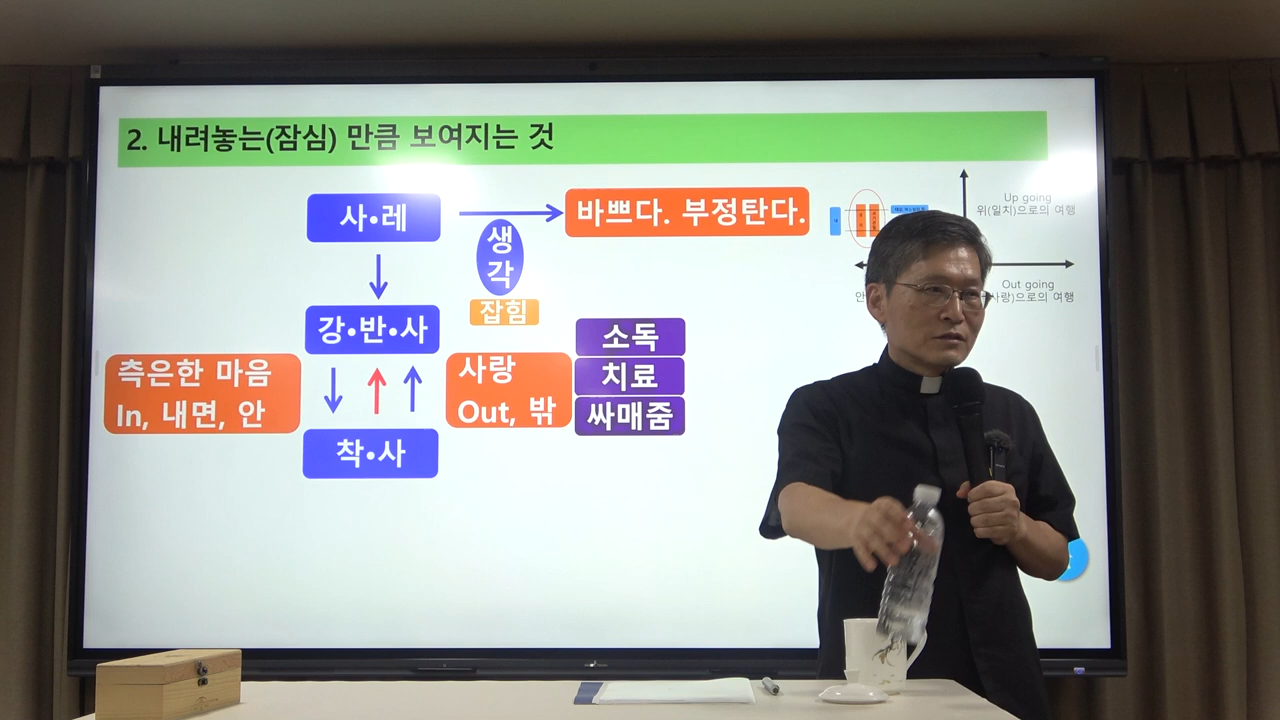 2. 내려놓는(잠심) 만큼 보여지는 것
사•레
바쁘다. 부정탄다.
생
각
잡힘
Up going
위(일치)으로의 여행
강•반•사
소독
치료
싸매줌
측은한 마음
In, 내면, 안
사랑
Out, 밖
Out going
사랑)으로의 여행
안
착•사